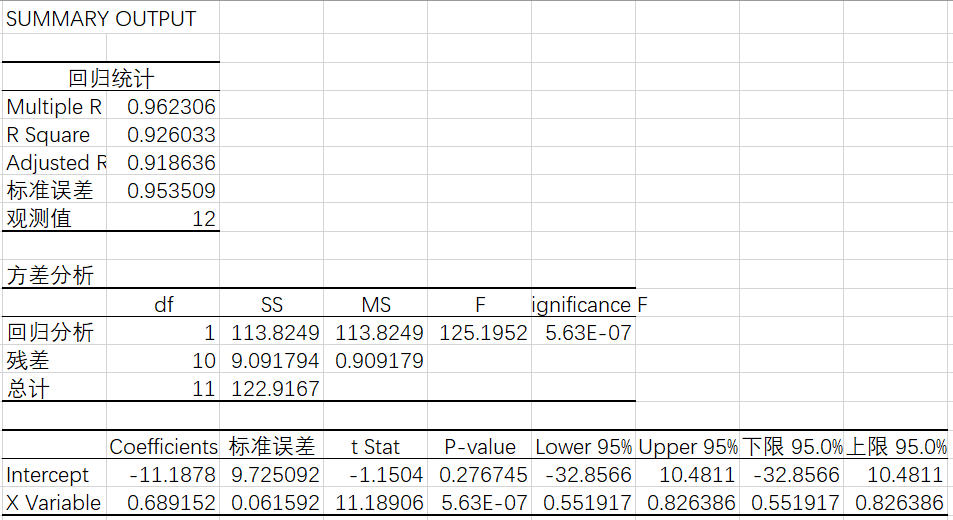 SUMMARY OUTPUT
回归统计
Multiple R 0.962306
R Square 0.926033
Adjusted R 0.918636
标准误差 0.953509
观测值 12
方差分析
df SS MS F ignificance F
回归分析 1 113.8249 113.8249 125.1952 5.63E-07
残差 10 9.091794 0.909179
总计 11 122.9167
Coefficients 标准误差 t Stat P-value Lower 95% Upper 95% 下限 95.0% 上限 95.0%
Intercept -11.1878 9.725092 -1.1504 0.276745 -32.8566 10.4811 -32.8566 10.4811
X Variable 0.689152 0.061592 11.18906 5.63E-07 0.551917 0.826386 0.551917 0.826386